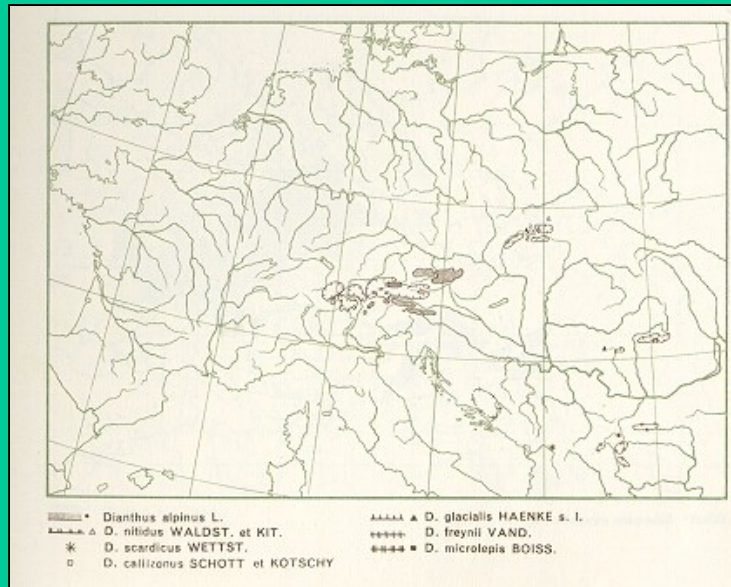 Dianthus alpinus L.
D. nitidus WALDST. et KIT.
D. scardicus WETTST.
D. callizonus SCHOTT et KOTSCHY
D. glacialis HAENKE s. l.
D. freynii VAND.
D. microlepis BOISS.